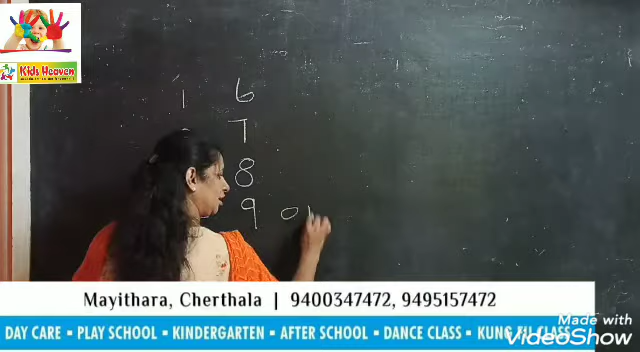 Kids Heaven
1 6
7
8
9 01
Mayithara, Cherthala | 9400347472, 9495157472
DAY CARE ▪ PLAY SCHOOL ▪ KINDERGARTEN ▪ AFTER SCHOOL ▪ DANCE CLASS ▪ KUNG FU CLASS
Made with
VideoShow